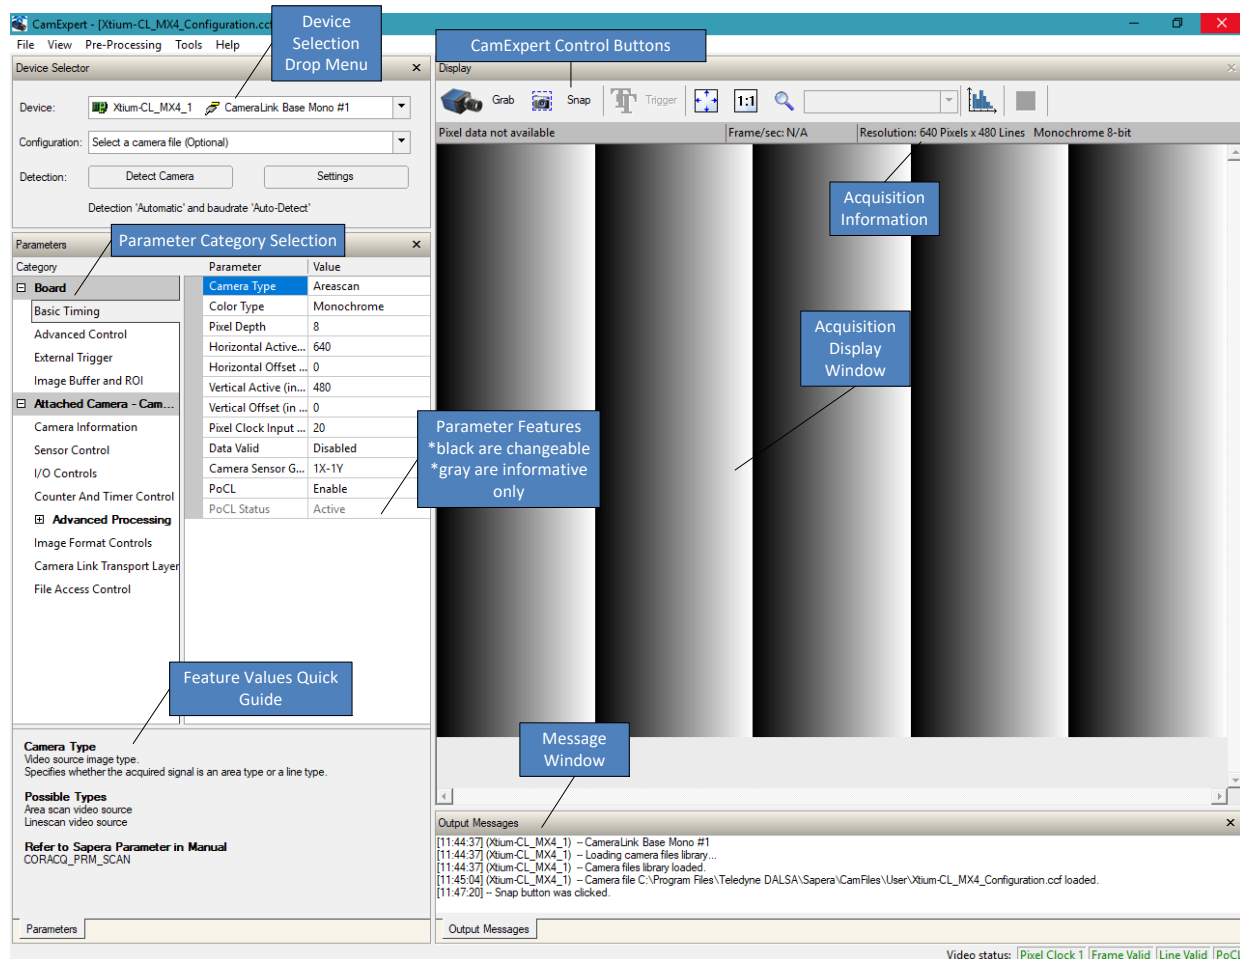 CamExpert - [Xtium-CL_MX4_Configuration.ccf
File View Pre-Processing Tools Help
Device
Selection
Drop Menu
CamExpert Control Buttons
Device Selector
Display
Device:
Xtium-CL_MX4_1
CameraLink Base Mono #1
Grab
Snap
Trigger
1:1
Configuration:
Select a camera file (Optional)
Pixel data not available
Frame/sec: N/A
Resolution: 640 Pixels x 480 Lines Monochrome 8-bit
Detection:
Detect Camera
Settings
Detection 'Automatic' and baudrate 'Auto-Detect'
Acquisition
Information
Parameters
Parameter Category Selection
Category
Parameter
Value
Board
Camera Type
Areascan
Basic Timing
Color Type
Monochrome
Advanced Control
Pixel Depth
8
External Trigger
Horizontal Active...
640
Image Buffer and ROI
Horizontal Offset ...
0
Attached Camera - Cam...
Vertical Active (in...
480
Camera Information
Vertical Offset (in ...
0
Sensor Control
Pixel Clock Input ...
20
I/O Controls
Data Valid
Disabled
Counter And Timer Control
Camera Sensor G...
1X-1Y
Advanced Processing
PoCL
Enable
Image Format Controls
PoCL Status
Active
Camera Link Transport Layer
File Access Control
Acquisition
Display
Window
Parameter Features
*black are changeable
*gray are informative
only
Feature Values Quick
Guide
Message
Window
Camera Type
Video source image type.
Specifies whether the acquired signal is an area type or a line type.
Possible Types
Area scan video source
Linescan video source
Refer to Sapera Parameter in Manual
CORACQ_PRM_SCAN
Parameters
Output Messages
[11:44:37] (Xtium-CL_MX4_1) -- CameraLink Base Mono #1
[11:44:37] (Xtium-CL_MX4_1) -- Loading camera files library...
[11:44:37] (Xtium-CL_MX4_1) -- Camera files library loaded.
[11:45:04] (Xtium-CL_MX4_1) -- Camera file C:\Program Files\Teledyne DALSA\Sapera\CamFiles\User\Xtium-CL_MX4_Configuration.ccf loaded.
[11:47:20] -- Snap button was clicked.
Output Messages
Video status: Pixel Clock 1 Frame Valid Line Valid PoCL